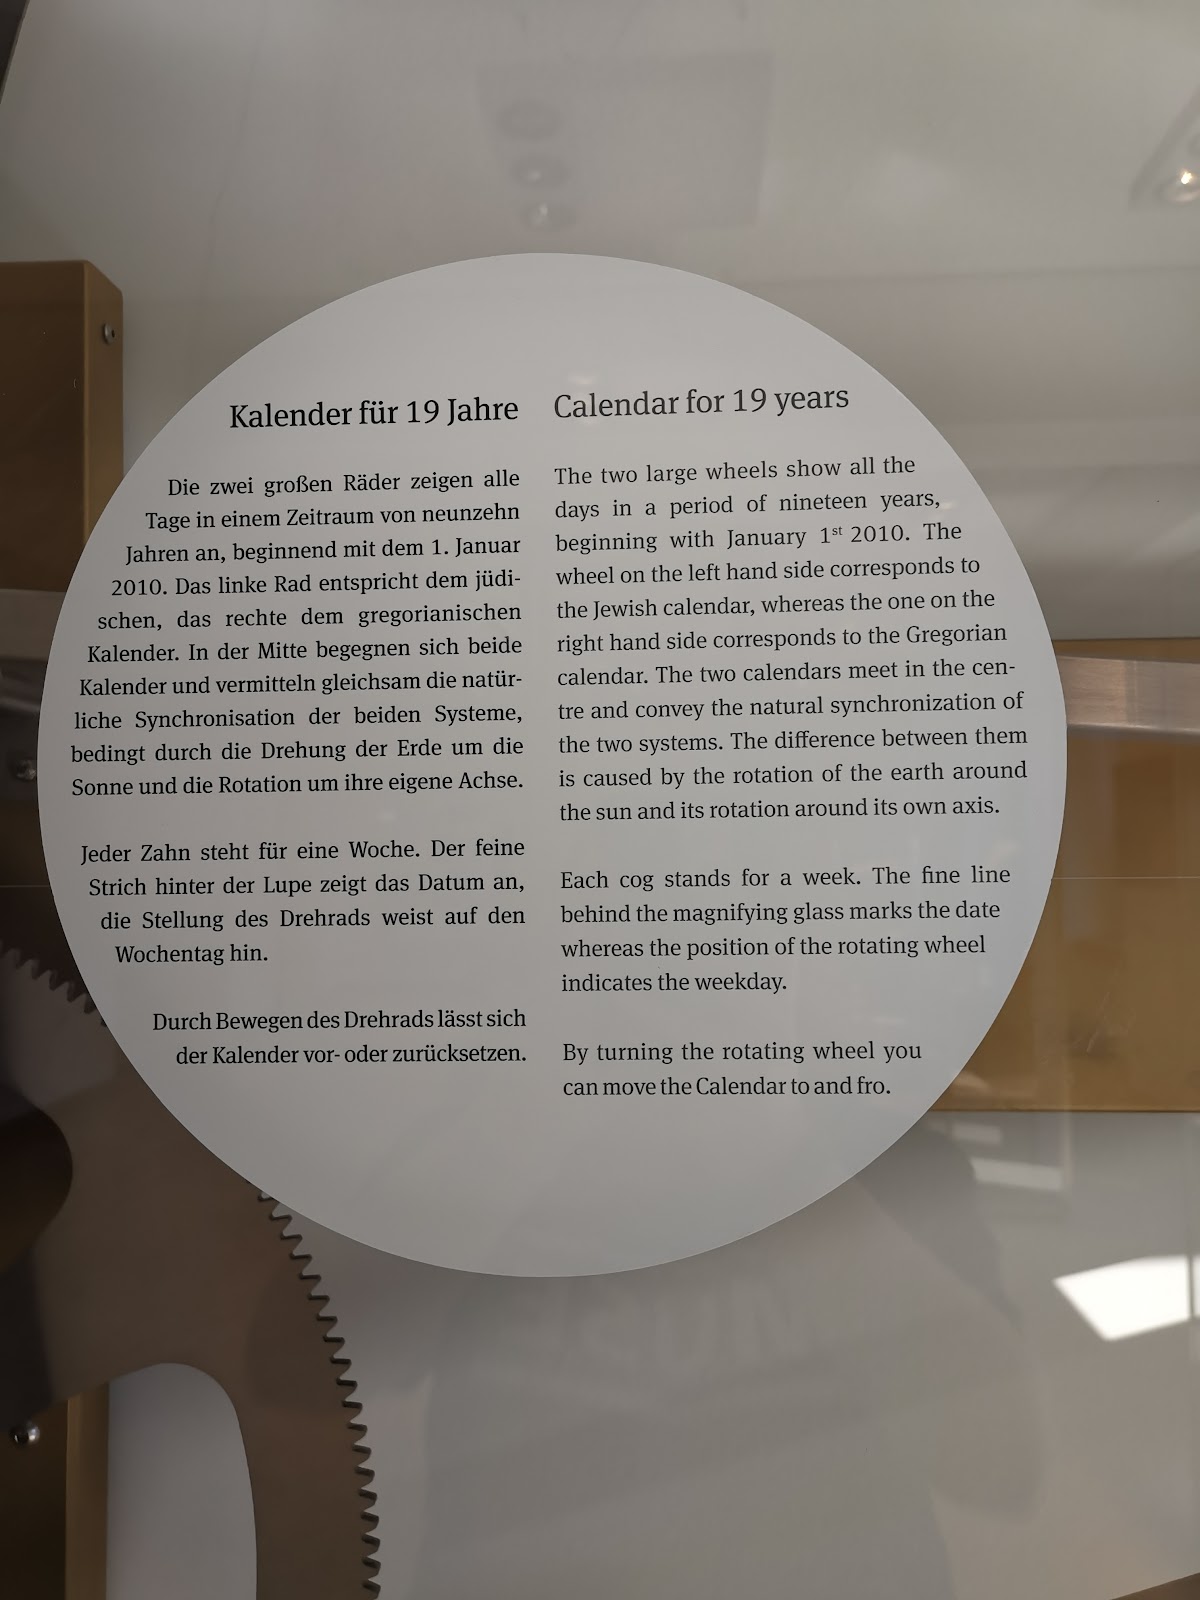 Kalender für 19 Jahre
Die zwei großen Räder zeigen alle
Tage in einem Zeitraum von neunzehn
Jahren an, beginnend mit dem 1. Januar
2010. Das linke Rad entspricht dem jüdi-
schen, das rechte dem gregorianischen
Kalender. In der Mitte begegnen sich beide
Kalender und vermitteln gleichsam die natür-
liche Synchronisation der beiden Systeme,
bedingt durch die Drehung der Erde um die
Sonne und die Rotation um ihre eigene Achse.
Jeder Zahn steht für eine Woche. Der feine
Strich hinter der Lupe zeigt das Datum an,
die Stellung des Drehrads weist auf den
Wochentag hin.
Durch Bewegen des Drehrads lässt sich
der Kalender vor- oder zurücksetzen.
Calendar for 19 years
The two large wheels show all the
days in a period of nineteen years,
beginning with January 1st 2010. The
wheel on the left hand side corresponds to
the Jewish calendar, whereas the one on the
right hand side corresponds to the Gregorian
calendar. The two calendars meet in the cen-
tre and convey the natural synchronization of
the two systems. The difference between them
is caused by the rotation of the earth around
the sun and its rotation around its own axis.
Each cog stands for a week. The fine line
behind the magnifying glass marks the date
whereas the position of the rotating wheel
indicates the weekday.
By turning the rotating wheel you
can move the Calendar to and fro.